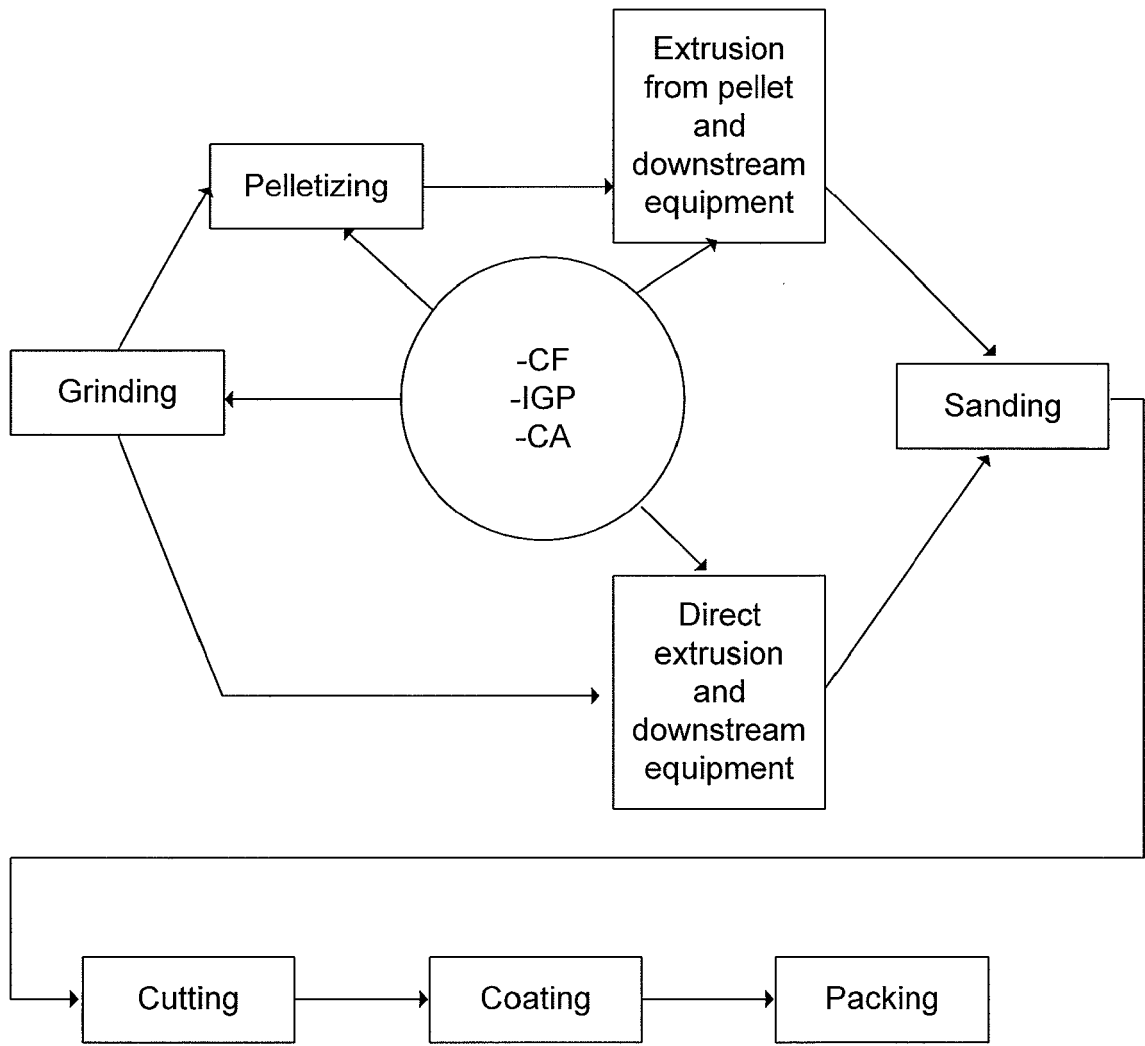 Extrusion
from pellet
and
downstream
equipment
Pelletizing
-CF
-IGP
-CA
Grinding
Sanding
Direct
extrusion
and
downstream
equipment
Cutting
Coating
Packing